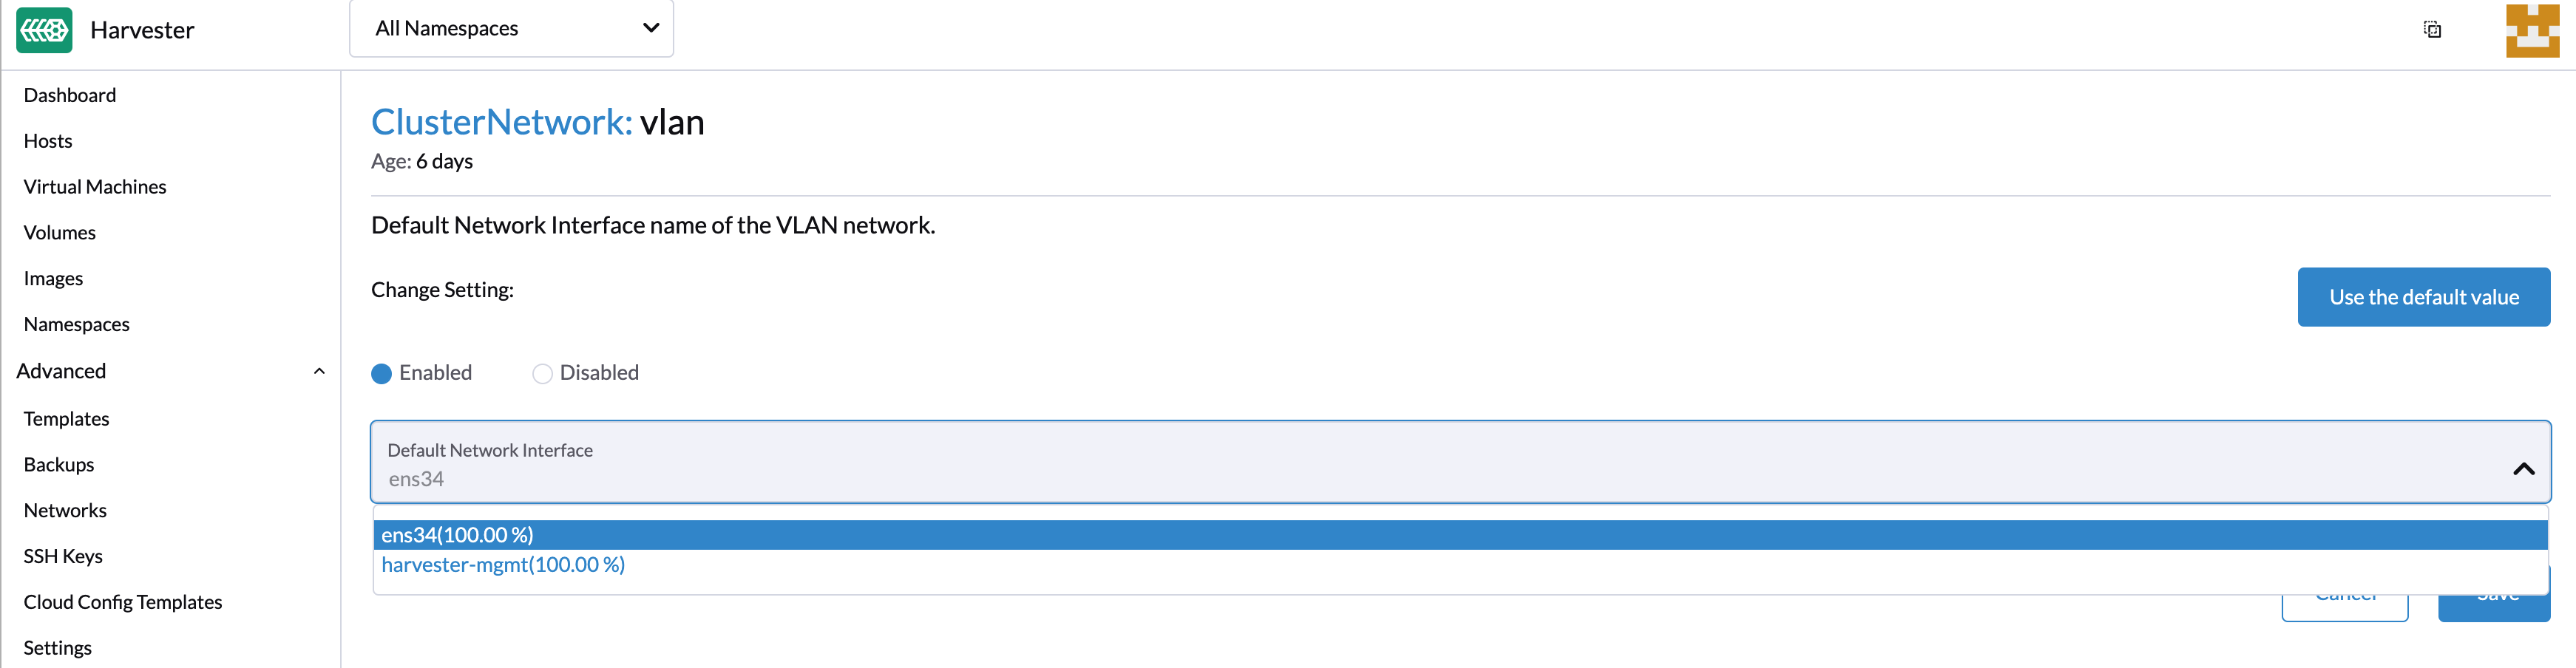 Harvester
All Namespaces
Dashboard
Hosts
Virtual Machines
Volumes
Images
Namespaces
Advanced
Templates
Backups
Networks
SSH Keys
Cloud Config Templates
Settings
ClusterNetwork: vlan
Age: 6 days
Default Network Interface name of the VLAN network.
Change Setting:
Use the default value
Enabled
Disabled
Default Network Interface
ens34
ens34(100.00 %)
harvester-mgmt(100.00 %)
Cancel
Save